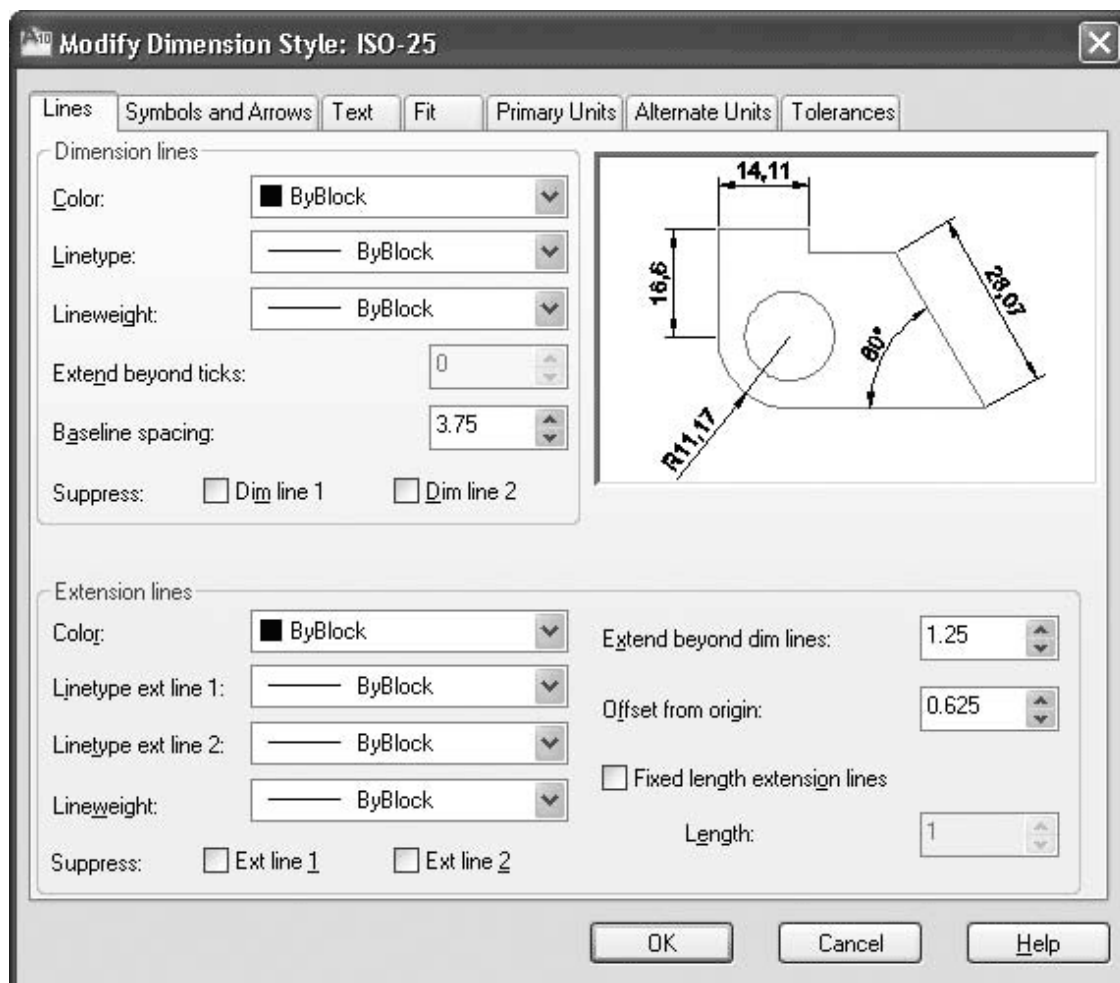 Modify Dimension Style: ISO-25
Lines
Symbols and Arrows
Text
Fit
Primary Units
Alternate Units
Tolerances
Dimension lines
Color:
ByBlock
Linetype:
ByBlock
Lineweight:
ByBlock
Extend beyond ticks:
0
Baseline spacing:
3.75
Suppress:
Dim line 1
Dim line 2
14,11
16,6
28,07
60°
R11,17
Extension lines
Color:
ByBlock
Linetype ext line 1:
ByBlock
Linetype ext line 2:
ByBlock
Lineweight:
ByBlock
Suppress:
Ext line 1
Ext line 2
Extend beyond dim lines:
1.25
Offset from origin:
0.625
Fixed length extension lines
Length:
1
OK
Cancel
Help